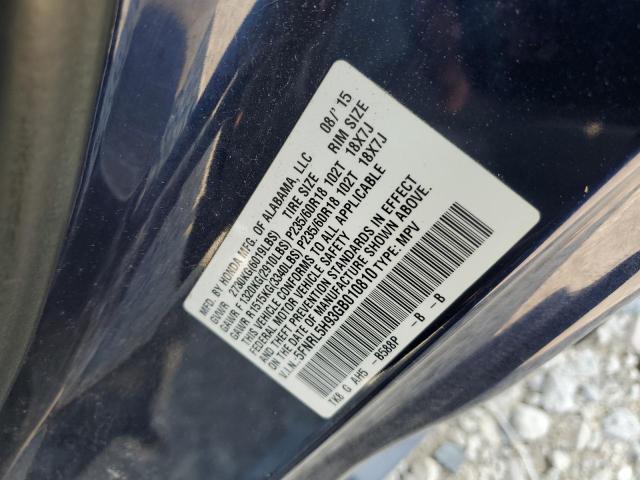 MFD. BY HONDA MFG. OF ALABAMA, LLC 08/'15
GVWR 2730KG(6019LBS) TIRE SIZE RIM SIZE
GAWR F 1320KG(2910LBS) P235/60R18 102T 18X7J
GAWR R 1515KG(3340LBS) P235/60R18 102T 18X7J
THIS VEHICLE CONFORMS TO ALL APPLICABLE
FEDERAL MOTOR VEHICLE SAFETY
AND THEFT PREVENTION STANDARDS IN EFFECT
ON THE DATE OF MANUFACTURE SHOWN ABOVE.
V.I.N.:5FNRL5H93GB010810 TYPE: MPV
TK8 G AH5 -B588P -B -B